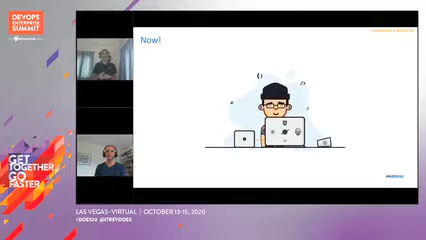 DEVOPS
ENTERPRISE
SUMMIT
Now!
GET
TOGETHER
GO
FASTER
LAS VEGAS-VIRTUAL | OCTOBER 13-15, 2020
#DOES20 @ITREVDOES